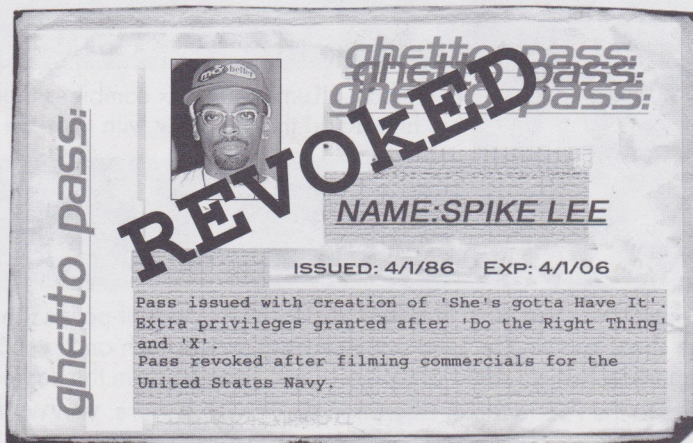 ghetto pass:
ghetto pass:
ghetto pass:
ghetto pass:
mo' better
REVOkED
NAME:SPIKE LEE
ISSUED: 4/1/86 EXP: 4/1/06
Pass issued with creation of 'She's gotta Have It'.
Extra privileges granted after 'Do the Right Thing'
and 'X'.
Pass revoked after filming commercials for the
United States Navy.